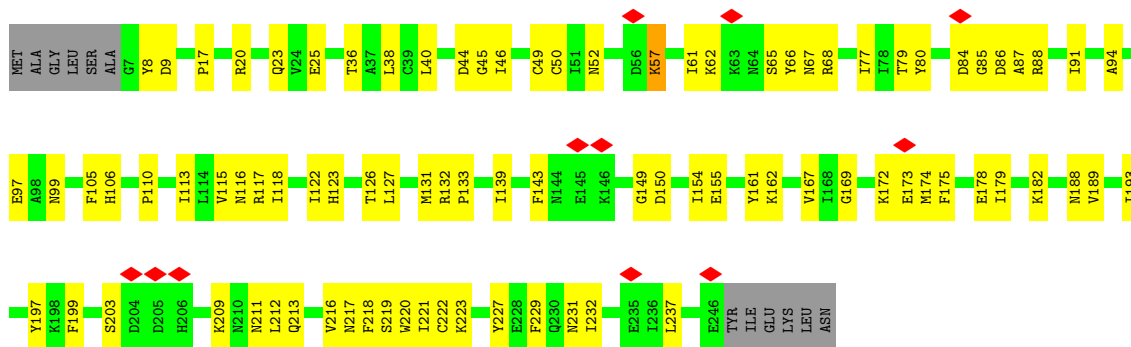 MET ALA GLY LEU SER ALA G7 Y8 D9 P17 R20 Q23 V24 E25 T36 A37 L38 C39 L40 D44 G45 I46 C49 C50 I51 N52 D56 K57 I61 K62 K63 N64 S65 Y66 N67 R68 I77 I78 T79 Y80 D84 G85 D86 A87 R88 I91 A94
E97 A98 N99 F105 H106 P110 I113 L114 V115 N116 R117 I118 I122 H123 T126 L127 M131 R132 P133 I139 F143 N144 E145 K146 G149 D150 I154 E155 Y161 K162 V167 I168 G169 K172 E173 M174 F175 E178 I179 K182 N188 V189 I193
Y197 K198 F199 S203 D204 D205 H206 K209 N210 N211 L212 Q213 V216 N217 F218 S219 W220 I221 C222 K223 Y227 E228 F229 Q230 N231 I232 E235 I236 L237 E246 TYR ILE GLU LYS LEU ASN